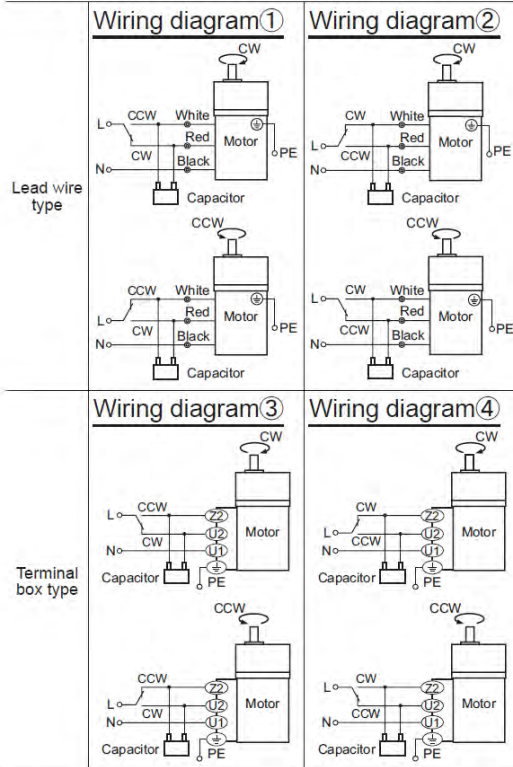 Wiring diagram①
CW
L
CCW
White
Red
CW
Motor
PE
N
Black
Capacitor
CCW
CCW
White
Red
L
CW
Motor
PE
N
Black
Capacitor
Wiring diagram②
CW
CW
White
Red
L
CCW
Motor
PE
N
Black
Capacitor
CCW
CW
White
L
Red
CCW
Motor
PE
N
Black
Capacitor
Lead wire
type
Wiring diagram③
CW
CCW
L
Z2
U2
Motor
CW
N
U1
Capacitor
PE
CCW
CCW
Z2
L
U2
Motor
CW
N
U1
Capacitor
PE
Wiring diagram④
CW
CW
Z2
L
U2
Motor
CCW
N
U1
Capacitor
PE
CCW
CW
L
Z2
U2
Motor
CCW
N
U1
Capacitor
PE
Terminal
box type